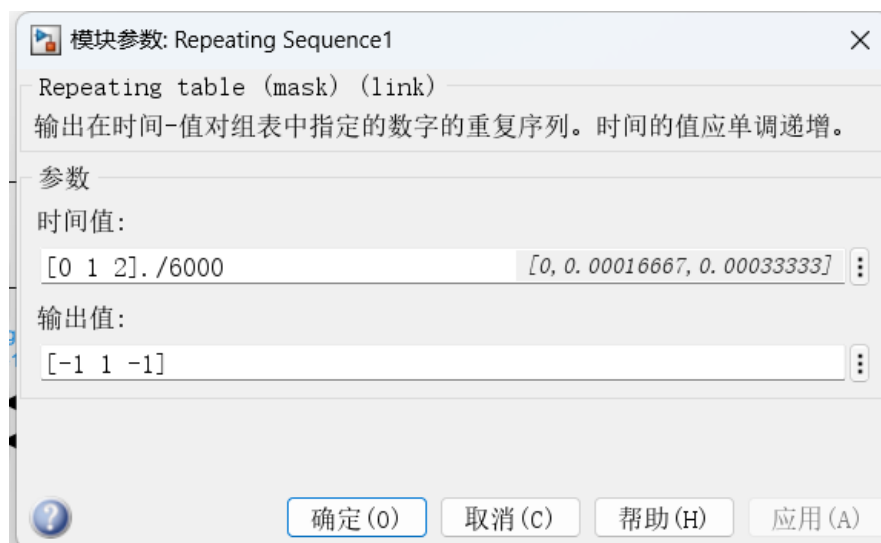 模块参数: Repeating Sequence1
Repeating table (mask) (link)
输出在时间-值对组表中指定的数字的重复序列。时间的值应单调递增。
参数
时间值:
[0 1 2]./6000 [0, 0.00016667, 0.00033333]
输出值:
[-1 1 -1]
确定(O) 取消(C) 帮助(H) 应用(A)